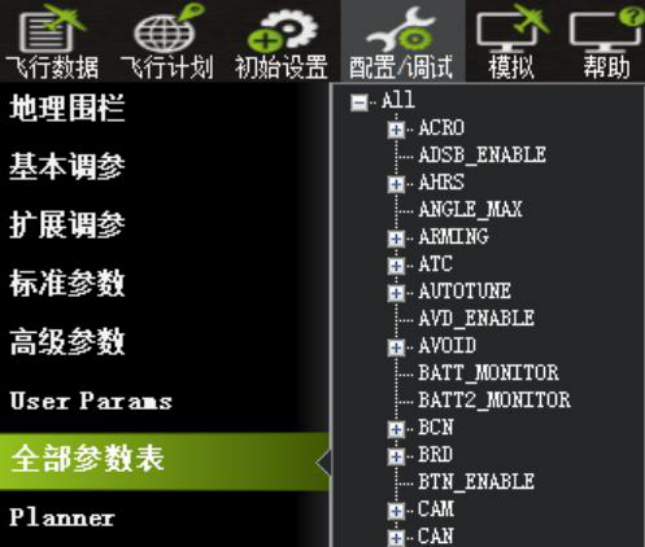 飞行数据 飞行计划 初始设置 配置/调试 模拟 帮助
地理围栏
基本调参
扩展调参
标准参数
高级参数
User Params
全部参数表
Planner
All
ACRO
ADSB_ENABLE
AHRS
ANGLE_MAX
ARMING
ATC
AUTOTUNE
AVD_ENABLE
AVOID
BATT_MONITOR
BATT2_MONITOR
BCN
BRD
BTN_ENABLE
CAM
CAN